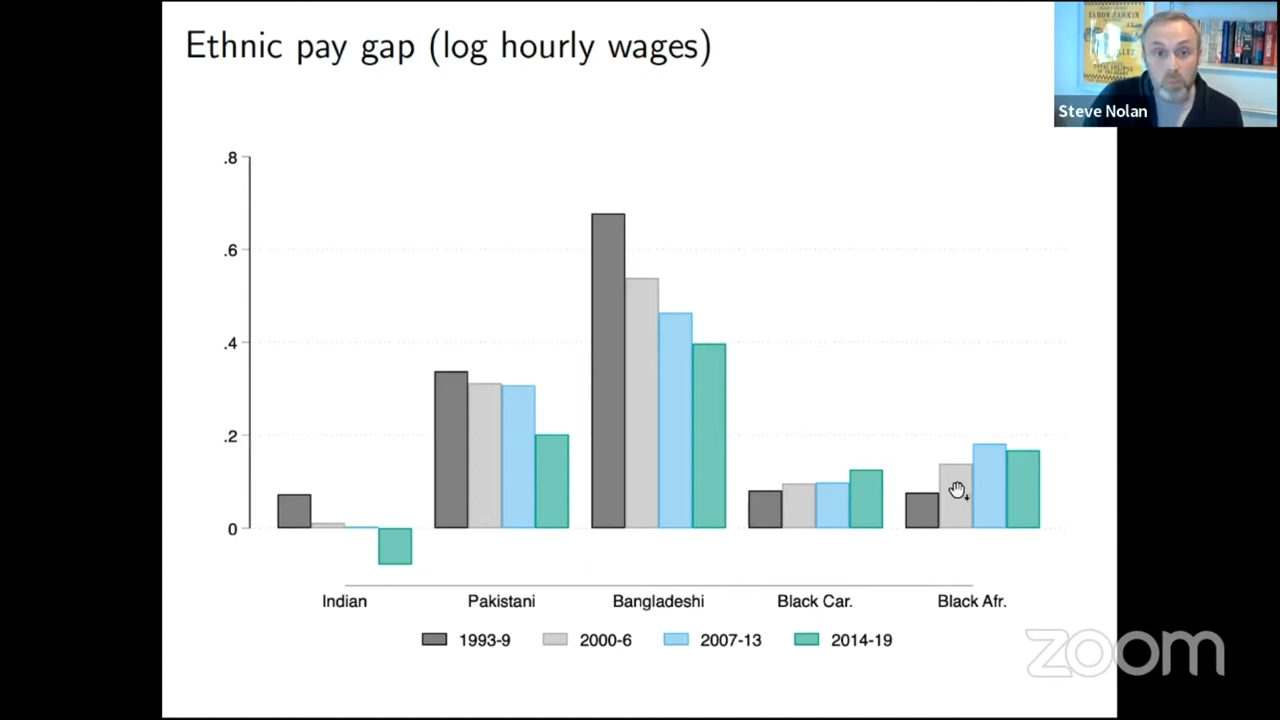 Ethnic pay gap (log hourly wages)
Steve Nolan
.8
.6
.4
.2
0
Indian
Pakistani
Bangladeshi
Black Car.
Black Afr.
1993-9
2000-6
2007-13
2014-19
zoom